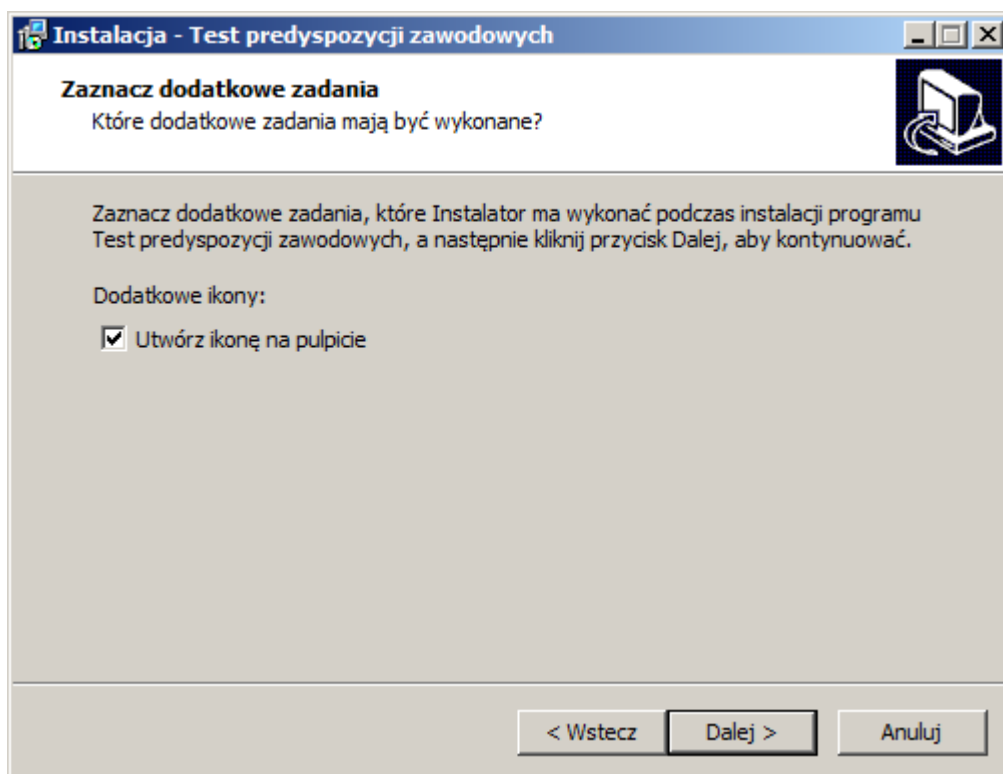 Instalacja - Test predyspozycji zawodowych
Zaznacz dodatkowe zadania
Które dodatkowe zadania mają być wykonane?
Zaznacz dodatkowe zadania, które Instalator ma wykonać podczas instalacji programu
Test predyspozycji zawodowych, a następnie kliknij przycisk Dalej, aby kontynuować.
Dodatkowe ikony:
Utwórz ikonę na pulpicie
< Wstecz
Dalej >
Anuluj